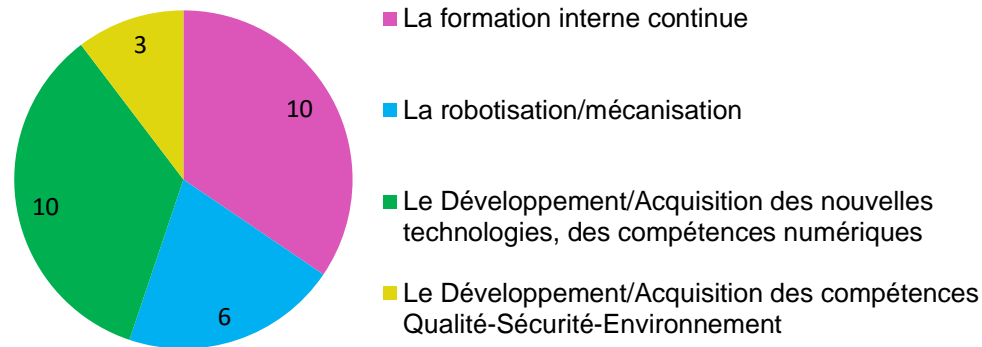 3
10
10
6
La formation interne continue
La robotisation/mécanisation
Le Développement/Acquisition des nouvelles
technologies, des compétences numériques
Le Développement/Acquisition des compétences
Qualité-Sécurité-Environnement